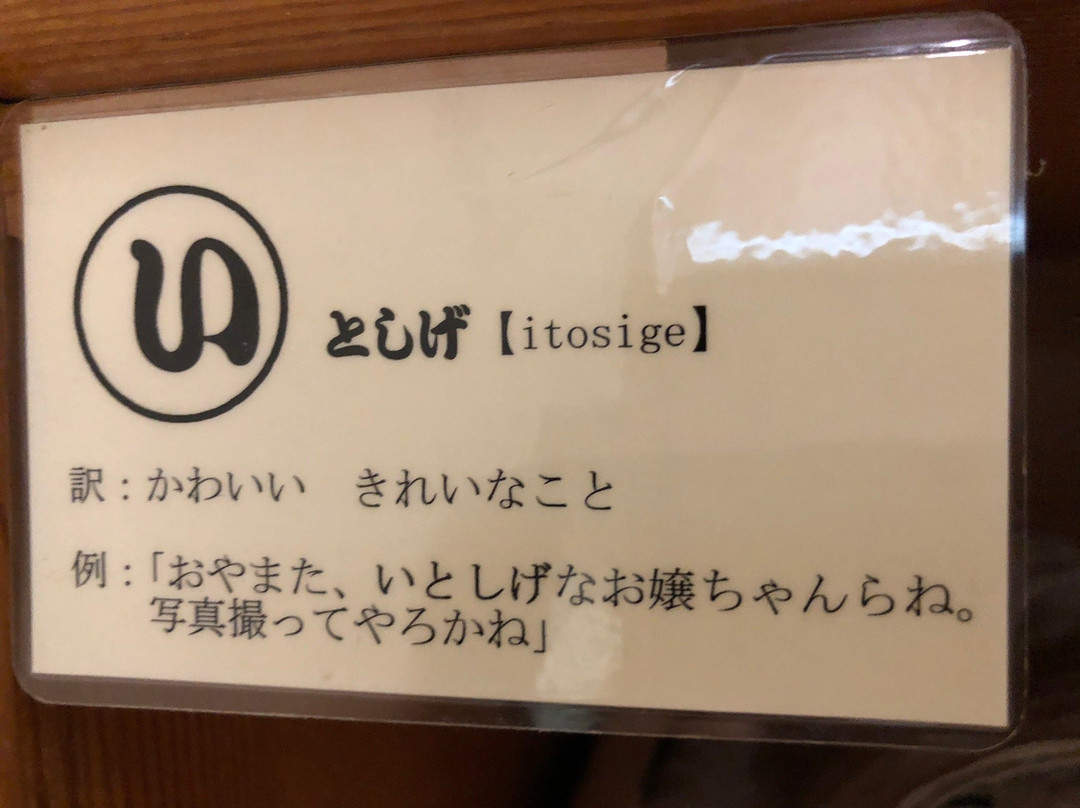 いとしげ【itosige】
訳:かわいい　きれいなこと
例:「おやまた、いとしげなお嬢ちゃんらね。
写真撮ってやろかね」